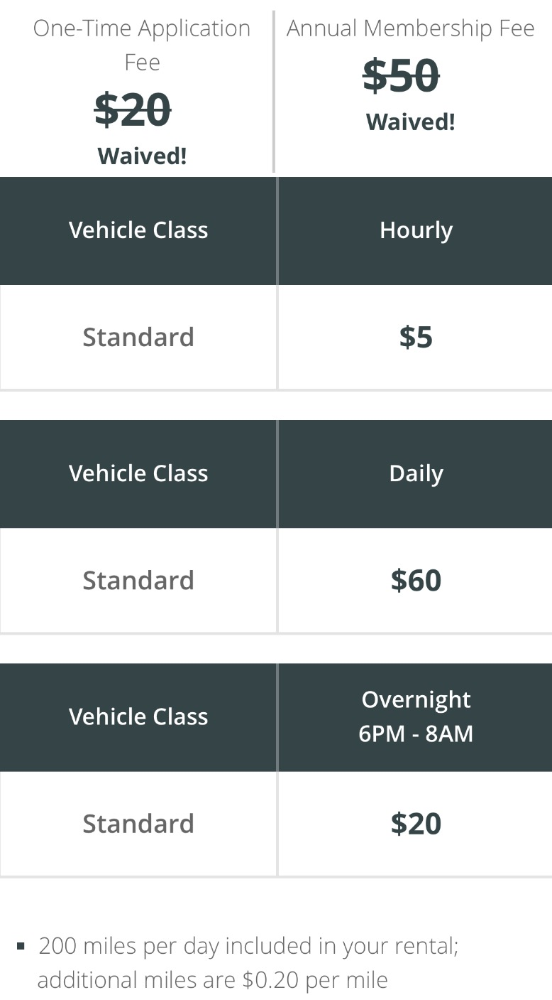 One-Time Application
Fee
$20
Waived!
Annual Membership Fee
$50
Waived!
Vehicle Class
Hourly
Standard
$5
Vehicle Class
Daily
Standard
$60
Vehicle Class
Overnight
6PM - 8AM
Standard
$20
▪ 200 miles per day included in your rental;
additional miles are $0.20 per mile